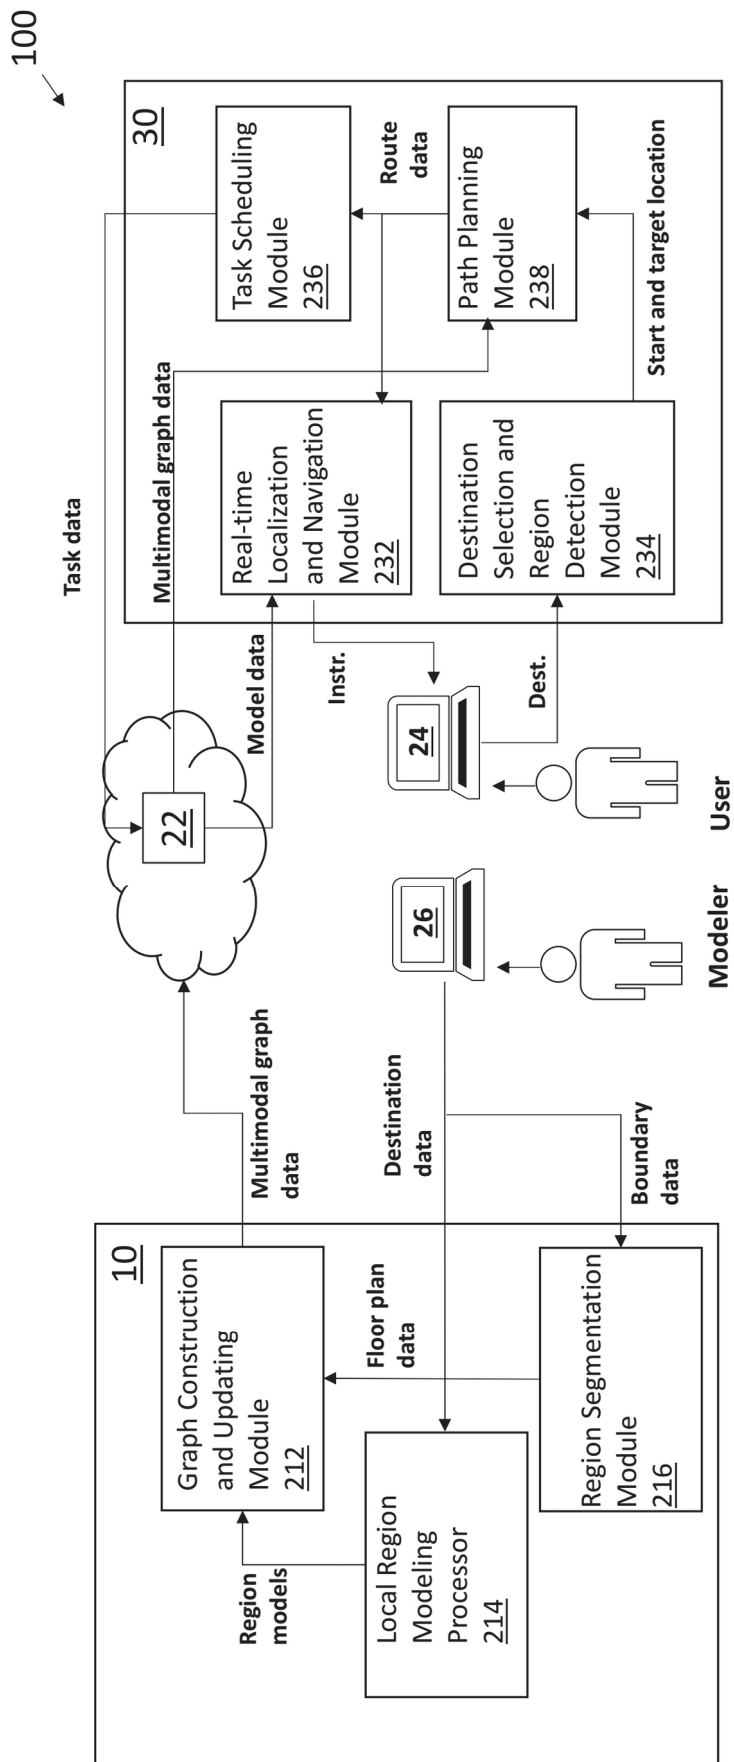 100
10
Graph Construction
and Updating
Module
212
Region
models
Local Region
Modeling
Processor
214
Floor plan
data
Region Segmentation
Module
216
Multimodal graph
data
Destination
data
Boundary
data
22
26
Modeler
24
User
Task data
Multimodal graph data
Model data
Instr.
Dest.
30
Real-time
Localization
and Navigation
Module
232
Destination
Selection and
Region
Detection
Module
234
Task Scheduling
Module
236
Route
data
Path Planning
Module
238
Start and target location